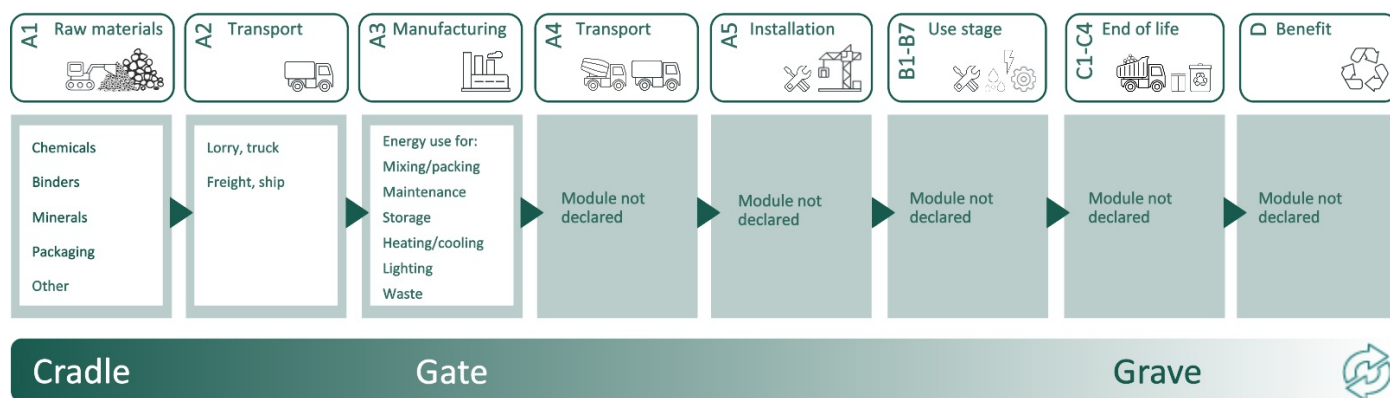 A1 Raw materials
A2 Transport
A3 Manufacturing
A4 Transport
A5 Installation
B1-B7 Use stage
C1-C4 End of life
D Benefit
Chemicals
Binders
Minerals
Packaging
Other
Lorry, truck
Freight, ship
Energy use for:
Mixing/packing
Maintenance
Storage
Heating/cooling
Lighting
Waste
Module not
declared
Module not
declared
Module not
declared
Module not
declared
Module not
declared
Cradle
Gate
Grave